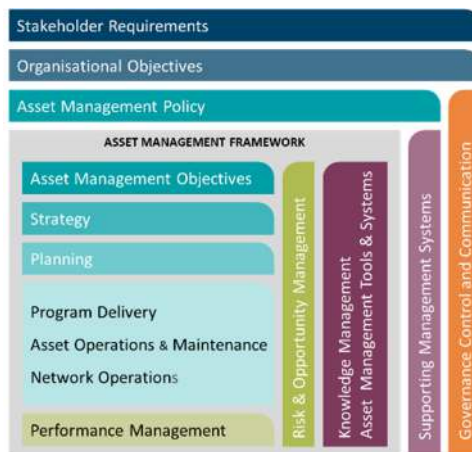 Stakeholder Requirements
Organisational Objectives
Asset Management Policy
ASSET MANAGEMENT FRAMEWORK
Asset Management Objectives
Strategy
Planning
Program Delivery
Asset Operations & Maintenance
Network Operations
Performance Management
Risk & Opportunity Management
Knowledge Management
Asset Management Tools & Systems
Supporting Management Systems
Governance Control and Communication